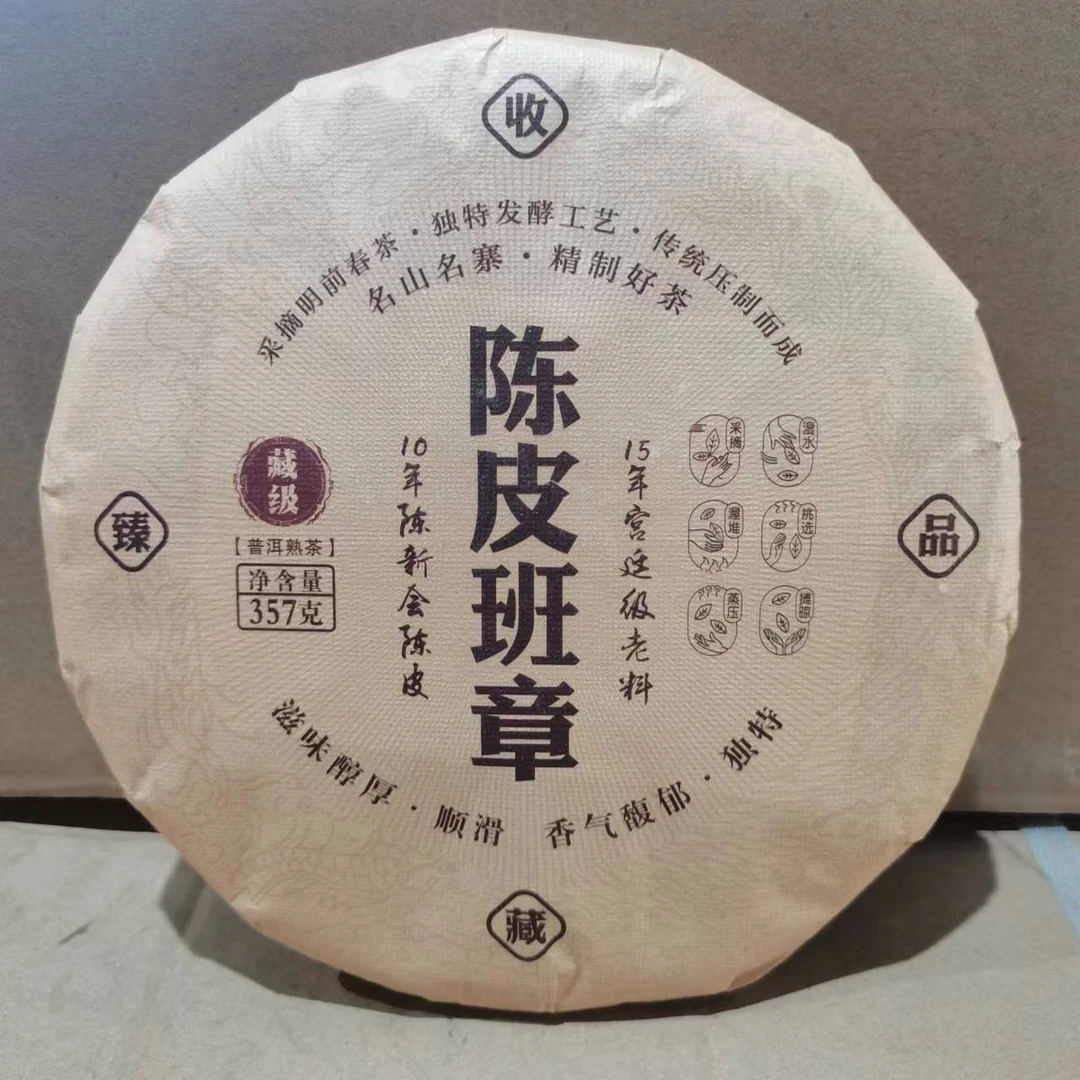 收
采摘明前春茶·独特发酵工艺·传统压制而成
名山名寨·精制好茶
陈皮班章
10年陈新会陈皮
15年宫廷级老料
藏级
【普洱熟茶】
净含量
357克
采摘
湿水
渥堆
挑选
蒸压
摊晾
臻
品
滋味醇厚·顺滑 香气馥郁·独特
藏